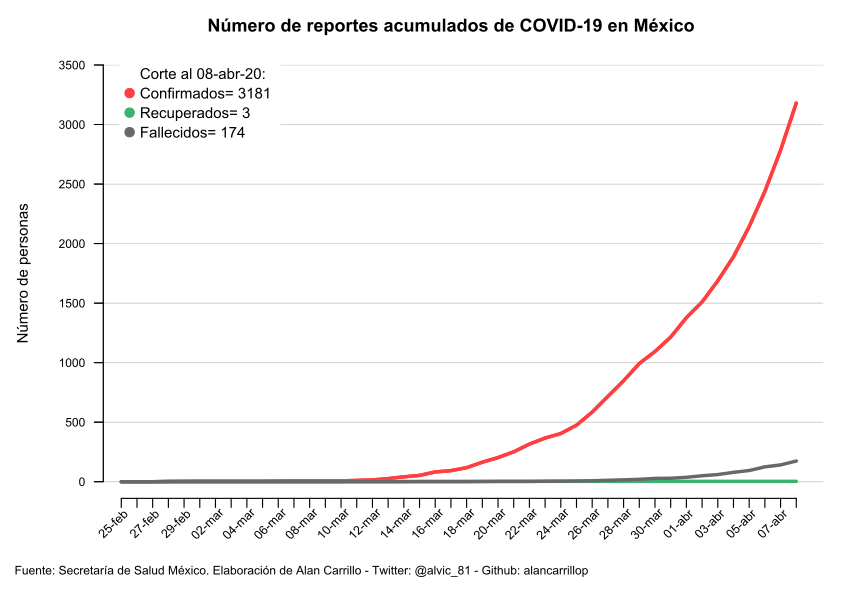 Número de reportes acumulados de COVID-19 en México
Corte al 08-abr-20:
Confirmados= 3181
Recuperados= 3
Fallecidos= 174
Número de personas
3500
3000
2500
2000
1500
1000
500
0
25-feb
27-feb
29-feb
02-mar
04-mar
06-mar
08-mar
10-mar
12-mar
14-mar
16-mar
18-mar
20-mar
22-mar
24-mar
26-mar
28-mar
30-mar
01-abr
03-abr
05-abr
07-abr
Fuente: Secretaría de Salud México. Elaboración de Alan Carrillo - Twitter: @alvic_81 - Github: alancarrillop